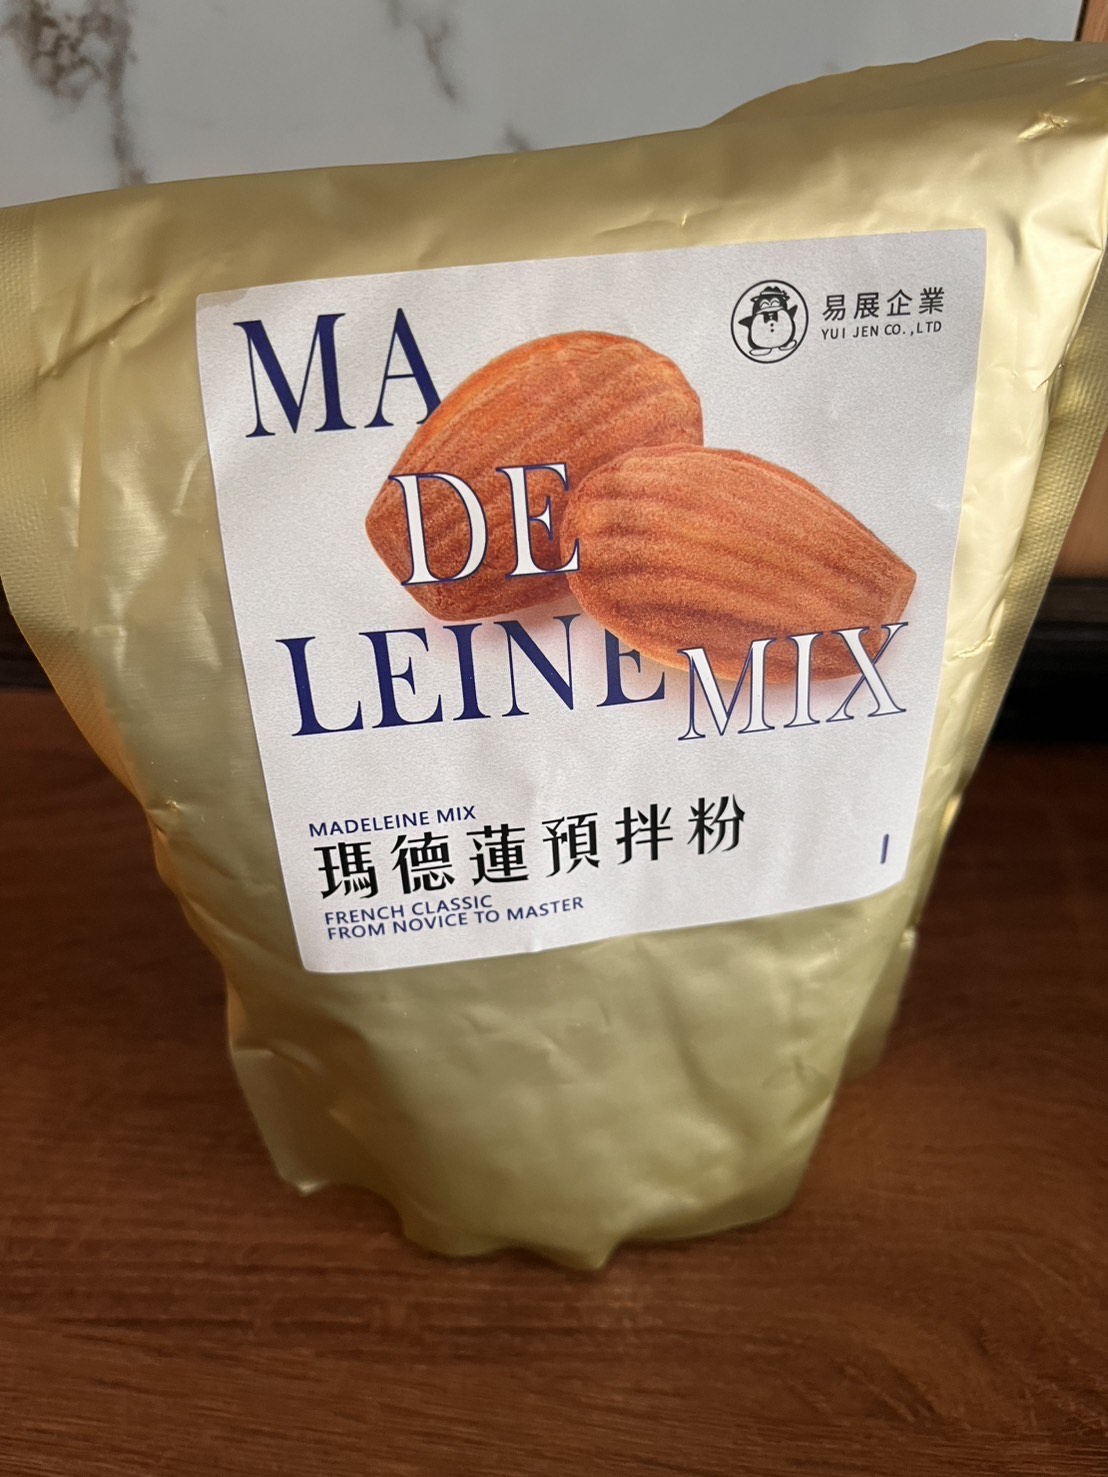 易展企業
YUI JEN CO.,LTD
MA
DE
LEINE MIX
MADELEINE MIX
瑪德蓮預拌粉
FRENCH CLASSIC
FROM NOVICE TO MASTER